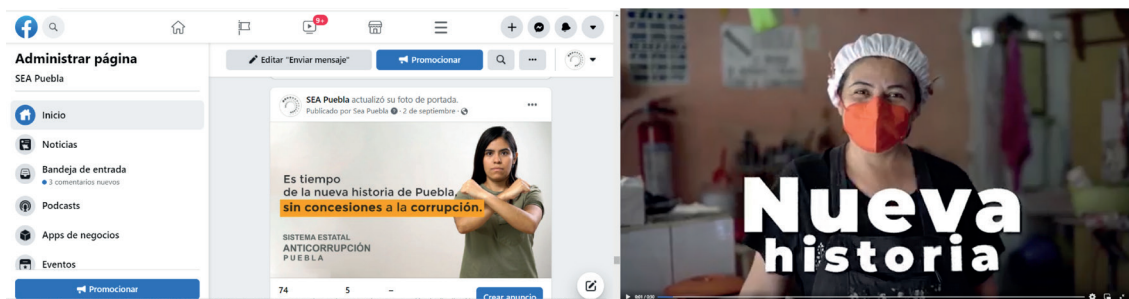 9+
Administrar página
SEA Puebla
Inicio
Noticias
Bandeja de entrada
3 comentarios nuevos
Podcasts
Apps de negocios
Eventos
Promocionar
Editar "Enviar mensaje"
Promocionar
SEA Puebla actualizó su foto de portada.
Publicado por Sea Puebla · 2 de septiembre ·
Es tiempo
de la nueva historia de Puebla,
sin concesiones a la corrupción.
SISTEMA ESTATAL
ANTICORRUPCIÓN
PUEBLA
74 5 –
Crear anuncio
Nueva
historia